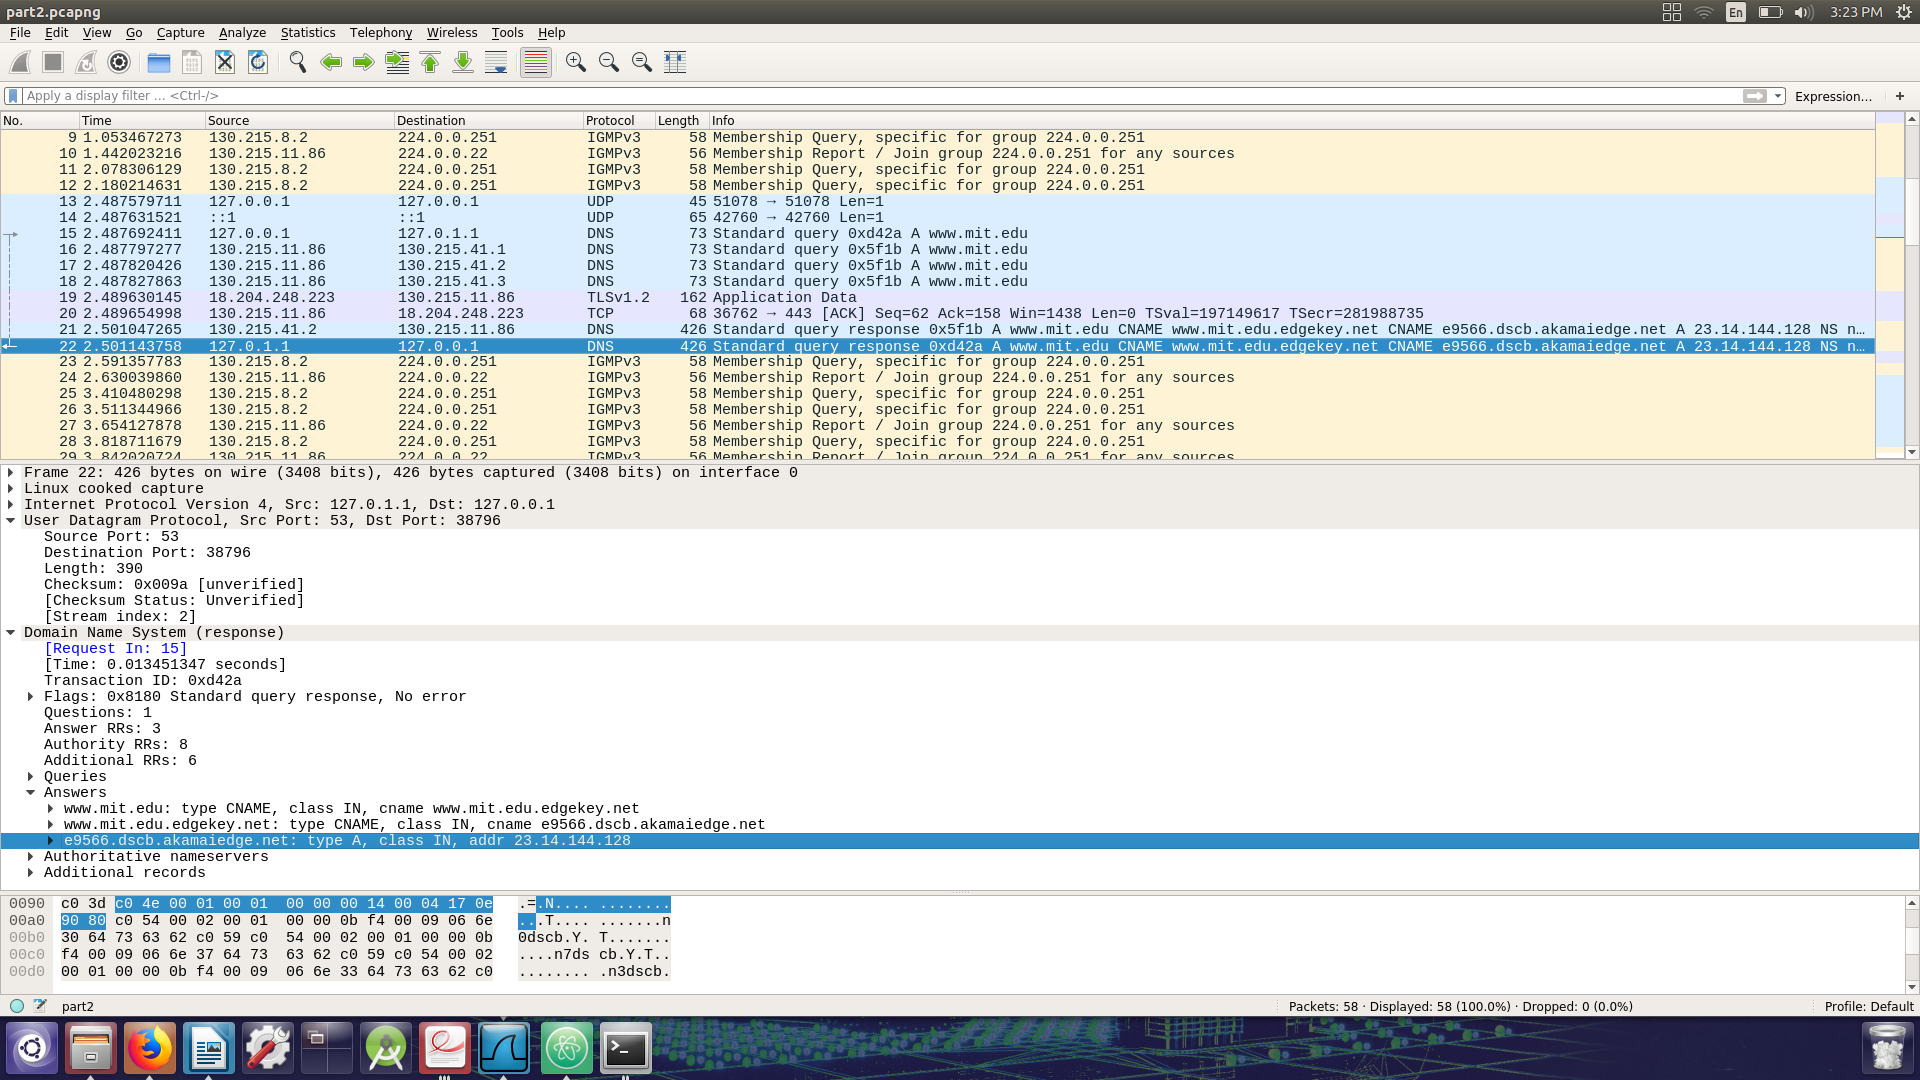 part2.pcapng
En 3:23 PM
File Edit View Go Capture Analyze Statistics Telephony Wireless Tools Help
Apply a display filter … <Ctrl-/> Expression… +
No. Time Source Destination Protocol Length Info
9 1.053467273 130.215.8.2 224.0.0.251 IGMPv3 58 Membership Query, specific for group 224.0.0.251
10 1.442023216 130.215.11.86 224.0.0.22 IGMPv3 56 Membership Report / Join group 224.0.0.251 for any sources
11 2.078306129 130.215.8.2 224.0.0.251 IGMPv3 58 Membership Query, specific for group 224.0.0.251
12 2.180214631 130.215.8.2 224.0.0.251 IGMPv3 58 Membership Query, specific for group 224.0.0.251
13 2.487579711 127.0.0.1 127.0.0.1 UDP 45 51078 → 51078 Len=1
14 2.487631521 ::1 ::1 UDP 65 42760 → 42760 Len=1
15 2.487692411 127.0.0.1 127.0.1.1 DNS 73 Standard query 0xd42a A www.mit.edu
16 2.487797277 130.215.11.86 130.215.41.1 DNS 73 Standard query 0x5f1b A www.mit.edu
17 2.487820426 130.215.11.86 130.215.41.2 DNS 73 Standard query 0x5f1b A www.mit.edu
18 2.487827863 130.215.11.86 130.215.41.3 DNS 73 Standard query 0x5f1b A www.mit.edu
19 2.489630145 18.204.248.223 130.215.11.86 TLSv1.2 162 Application Data
20 2.489654998 130.215.11.86 18.204.248.223 TCP 68 36762 → 443 [ACK] Seq=62 Ack=158 Win=1438 Len=0 TSval=197149617 TSecr=281988735
21 2.501047265 130.215.41.2 130.215.11.86 DNS 426 Standard query response 0x5f1b A www.mit.edu CNAME www.mit.edu.edgekey.net CNAME e9566.dscb.akamaiedge.net A 23.14.144.128 NS n…
22 2.501143758 127.0.1.1 127.0.0.1 DNS 426 Standard query response 0xd42a A www.mit.edu CNAME www.mit.edu.edgekey.net CNAME e9566.dscb.akamaiedge.net A 23.14.144.128 NS n…
23 2.591357783 130.215.8.2 224.0.0.251 IGMPv3 58 Membership Query, specific for group 224.0.0.251
24 2.630039860 130.215.11.86 224.0.0.22 IGMPv3 56 Membership Report / Join group 224.0.0.251 for any sources
25 3.410480298 130.215.8.2 224.0.0.251 IGMPv3 58 Membership Query, specific for group 224.0.0.251
26 3.511344966 130.215.8.2 224.0.0.251 IGMPv3 58 Membership Query, specific for group 224.0.0.251
27 3.654127878 130.215.11.86 224.0.0.22 IGMPv3 56 Membership Report / Join group 224.0.0.251 for any sources
28 3.818711679 130.215.8.2 224.0.0.251 IGMPv3 58 Membership Query, specific for group 224.0.0.251
29 3.842020724 130.215.11.86 224.0.0.22 IGMPv3 56 Membership Report / Join group 224.0.0.251 for any sources
Frame 22: 426 bytes on wire (3408 bits), 426 bytes captured (3408 bits) on interface 0
Linux cooked capture
Internet Protocol Version 4, Src: 127.0.1.1, Dst: 127.0.0.1
User Datagram Protocol, Src Port: 53, Dst Port: 38796
Source Port: 53
Destination Port: 38796
Length: 390
Checksum: 0x009a [unverified]
[Checksum Status: Unverified]
[Stream index: 2]
Domain Name System (response)
[Request In: 15]
[Time: 0.013451347 seconds]
Transaction ID: 0xd42a
Flags: 0x8180 Standard query response, No error
Questions: 1
Answer RRs: 3
Authority RRs: 8
Additional RRs: 6
Queries
Answers
www.mit.edu: type CNAME, class IN, cname www.mit.edu.edgekey.net
www.mit.edu.edgekey.net: type CNAME, class IN, cname e9566.dscb.akamaiedge.net
e9566.dscb.akamaiedge.net: type A, class IN, addr 23.14.144.128
Authoritative nameservers
Additional records
0090 c0 3d c0 4e 00 01 00 01 00 00 00 14 00 04 17 0e .=.N.... ........
00a0 90 80 c0 54 00 02 00 01 00 00 0b f4 00 09 06 6e ...T.... .......n
00b0 30 64 73 63 62 c0 59 c0 54 00 02 00 01 00 00 0b 0dscb.Y. T.......
00c0 f4 00 09 06 6e 37 64 73 63 62 c0 59 c0 54 00 02 ....n7ds cb.Y.T..
00d0 00 01 00 00 0b f4 00 09 06 6e 33 64 73 63 62 c0 ........ .n3dscb.
part2 Packets: 58 · Displayed: 58 (100.0%) · Dropped: 0 (0.0%) Profile: Default